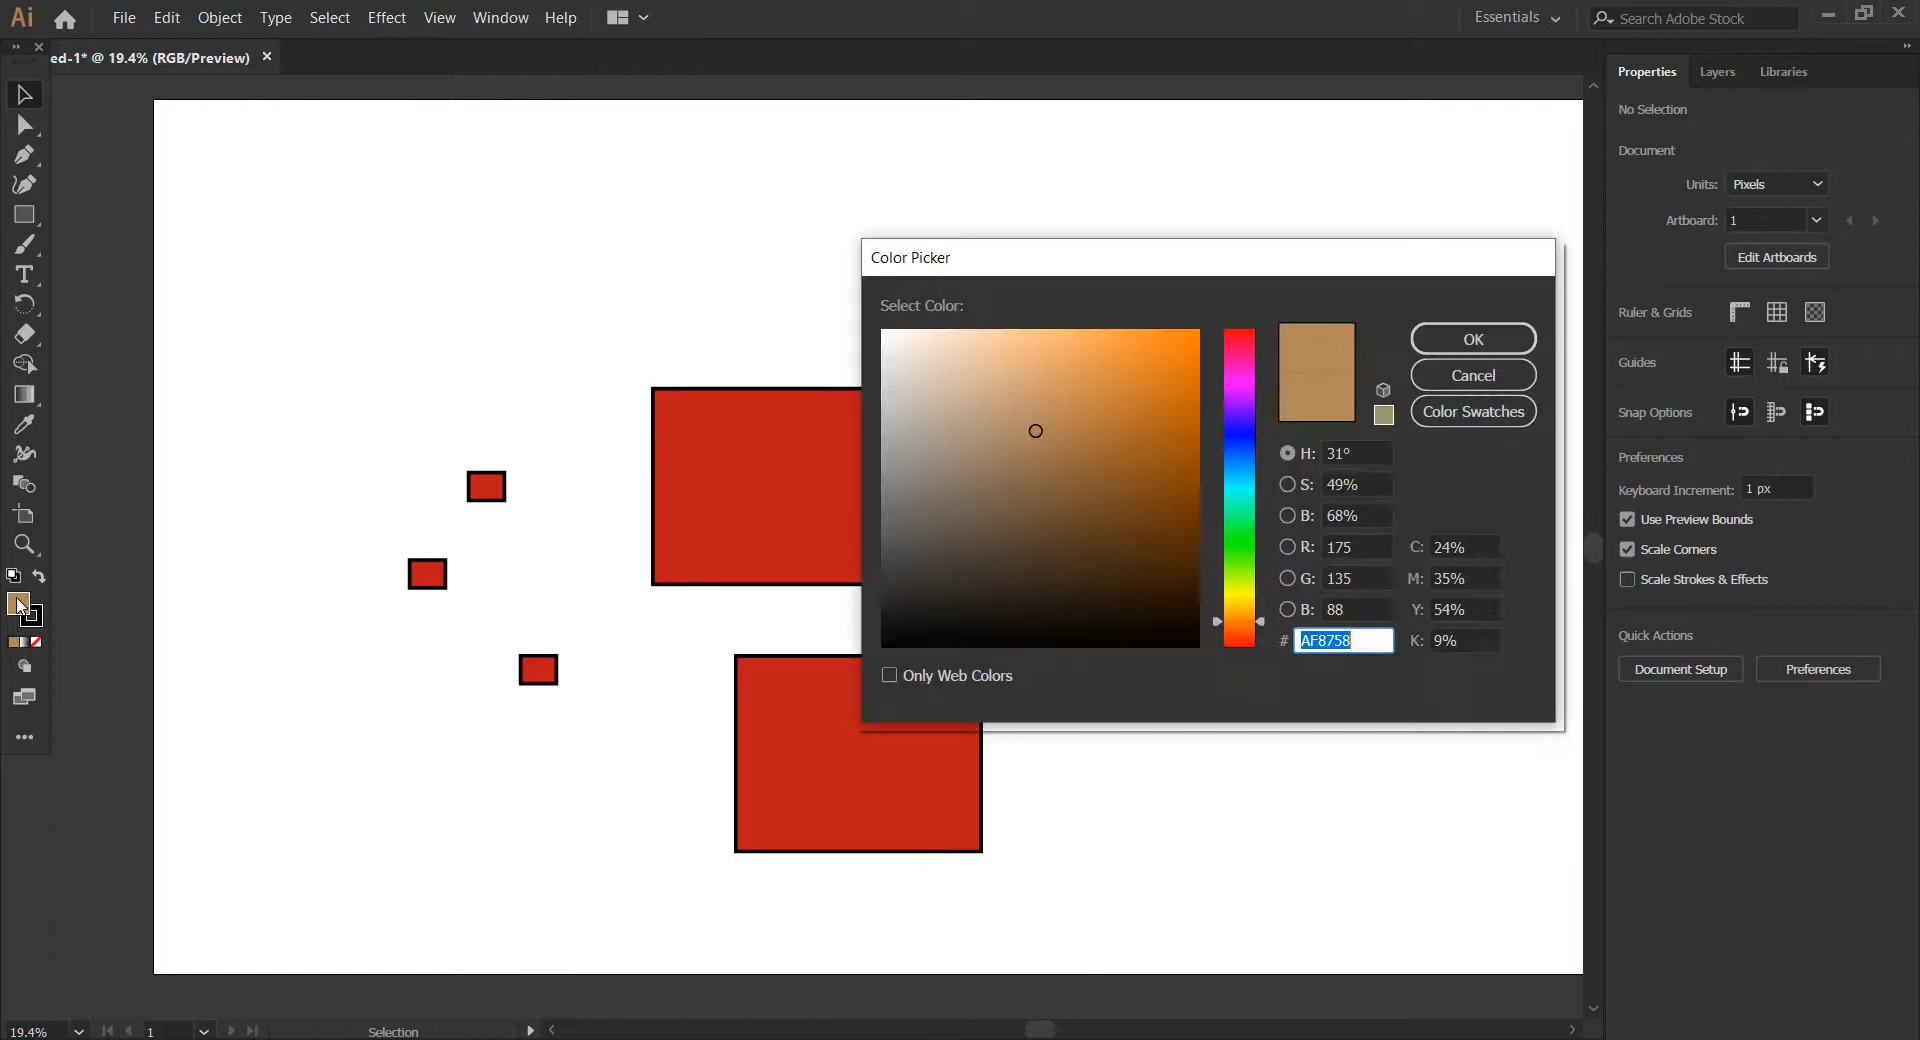 Ai File Edit Object Type Select Effect View Window Help Essentials Search Adobe Stock
ed-1* @ 19.4% (RGB/Preview) ×
Properties Layers Libraries
No Selection
Document
Units: Pixels
Artboard: 1
Edit Artboards
Ruler & Grids
Guides
Snap Options
Preferences
Keyboard Increment: 1 px
Use Preview Bounds
Scale Corners
Scale Strokes & Effects
Quick Actions
Document Setup Preferences
Color Picker
Select Color:
OK
Cancel
Color Swatches
H: 31°
S: 49%
B: 68%
R: 175 C: 24%
G: 135 M: 35%
B: 88 Y: 54%
# AF8758 K: 9%
Only Web Colors
19.4% 1 Selection